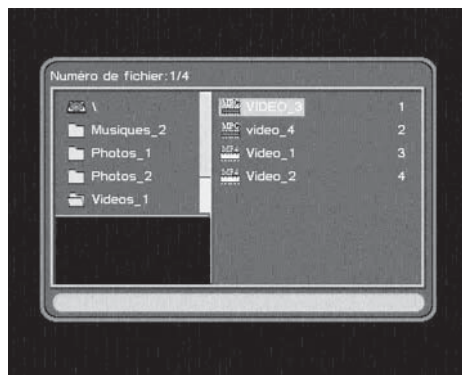 Numéro de fichier:1/4
\
Musiques_2
Photos_1
Photos_2
Videos_1
VIDEO_3 1
video_4 2
Video_1 3
Video_2 4